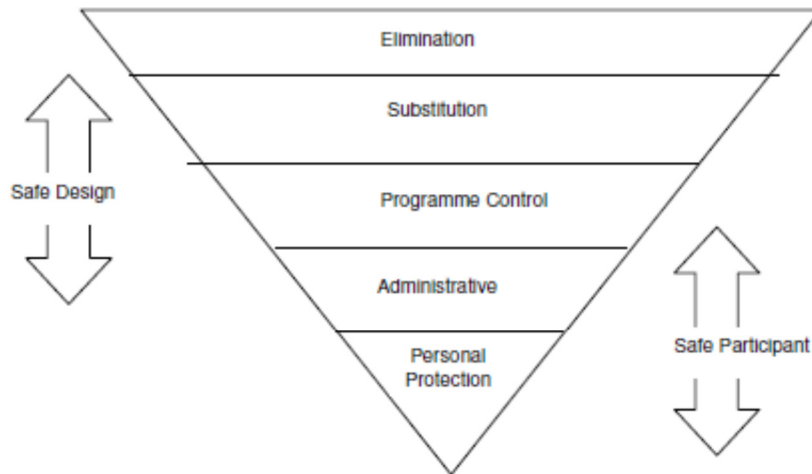 Elimination
Substitution
Safe Design
Programme Control
Administrative
Safe Participant
Personal
Protection